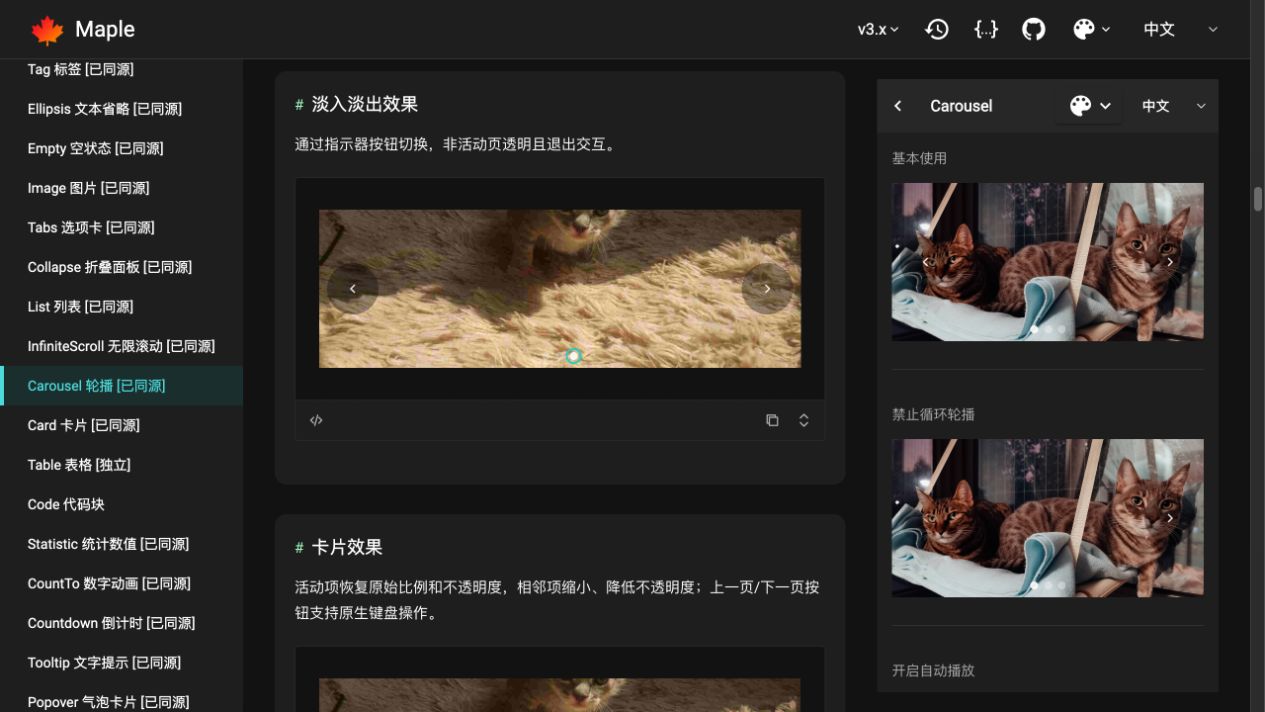 Maple
v3.x
中文
Tag 标签 [已同源]
Ellipsis 文本省略 [已同源]
Empty 空状态 [已同源]
Image 图片 [已同源]
Tabs 选项卡 [已同源]
Collapse 折叠面板 [已同源]
List 列表 [已同源]
InfiniteScroll 无限滚动 [已同源]
Carousel 轮播 [已同源]
Card 卡片 [已同源]
Table 表格 [独立]
Code 代码块
Statistic 统计数值 [已同源]
CountTo 数字动画 [已同源]
Countdown 倒计时 [已同源]
Tooltip 文字提示 [已同源]
Popover 气泡卡片 [已同源]
# 淡入淡出效果
通过指示器按钮切换，非活动页透明且退出交互。
# 卡片效果
活动项恢复原始比例和不透明度，相邻项缩小、降低不透明度；上一页/下一页按
钮支持原生键盘操作。
Carousel
中文
基本使用
禁止循环轮播
开启自动播放